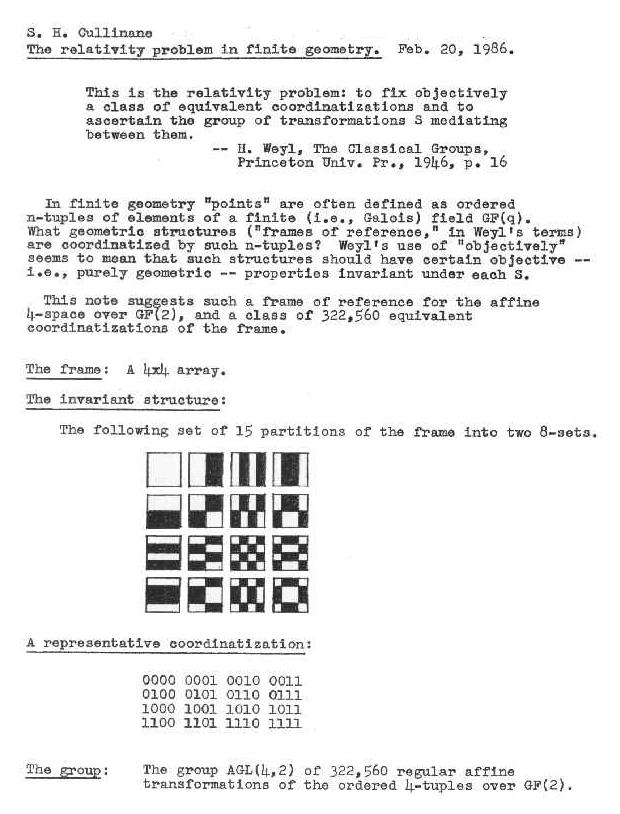 S. H. Cullinane
The relativity problem in finite geometry. Feb. 20, 1986.
This is the relativity problem: to fix objectively
a class of equivalent coordinatizations and to
ascertain the group of transformations S mediating
between them.
-- H. Weyl, The Classical Groups,
Princeton Univ. Pr., 1946, p. 16
In finite geometry "points" are often defined as ordered
n-tuples of elements of a finite (i.e., Galois) field GF(q).
What geometric structures ("frames of reference," in Weyl's terms)
are coordinatized by such n-tuples? Weyl's use of "objectively"
seems to mean that such structures should have certain objective --
i.e., purely geometric -- properties invariant under each S.
This note suggests such a frame of reference for the affine
4-space over GF(2), and a class of 322,560 equivalent
coordinatizations of the frame.
The frame: A 4x4 array.
The invariant structure:
The following set of 15 partitions of the frame into two 8-sets.
A representative coordinatization:
0000 0001 0010 0011
0100 0101 0110 0111
1000 1001 1010 1011
1100 1101 1110 1111
The group: The group AGL(4,2) of 322,560 regular affine
transformations of the ordered 4-tuples over GF(2).